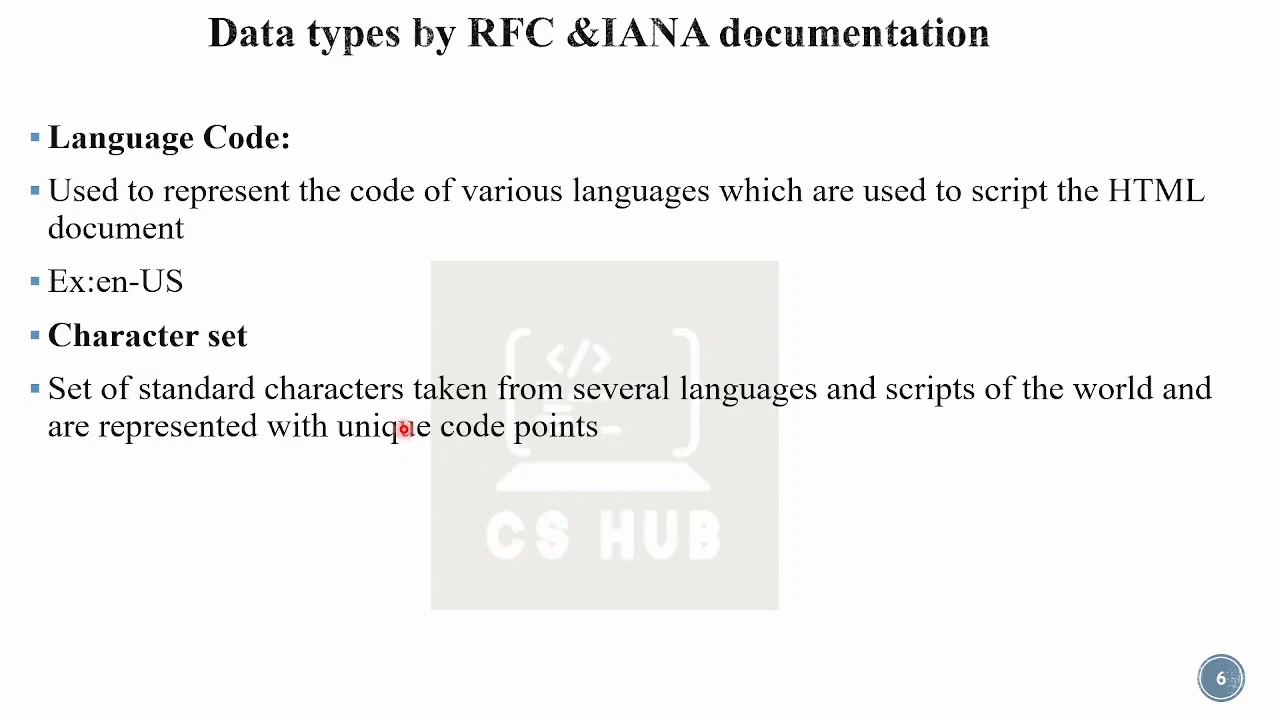 Data types by RFC &IANA documentation
Language Code:
Used to represent the code of various languages which are used to script the HTML
document
Ex:en-US
Character set
Set of standard characters taken from several languages and scripts of the world and
are represented with unique code points
</>
CS HUB
6